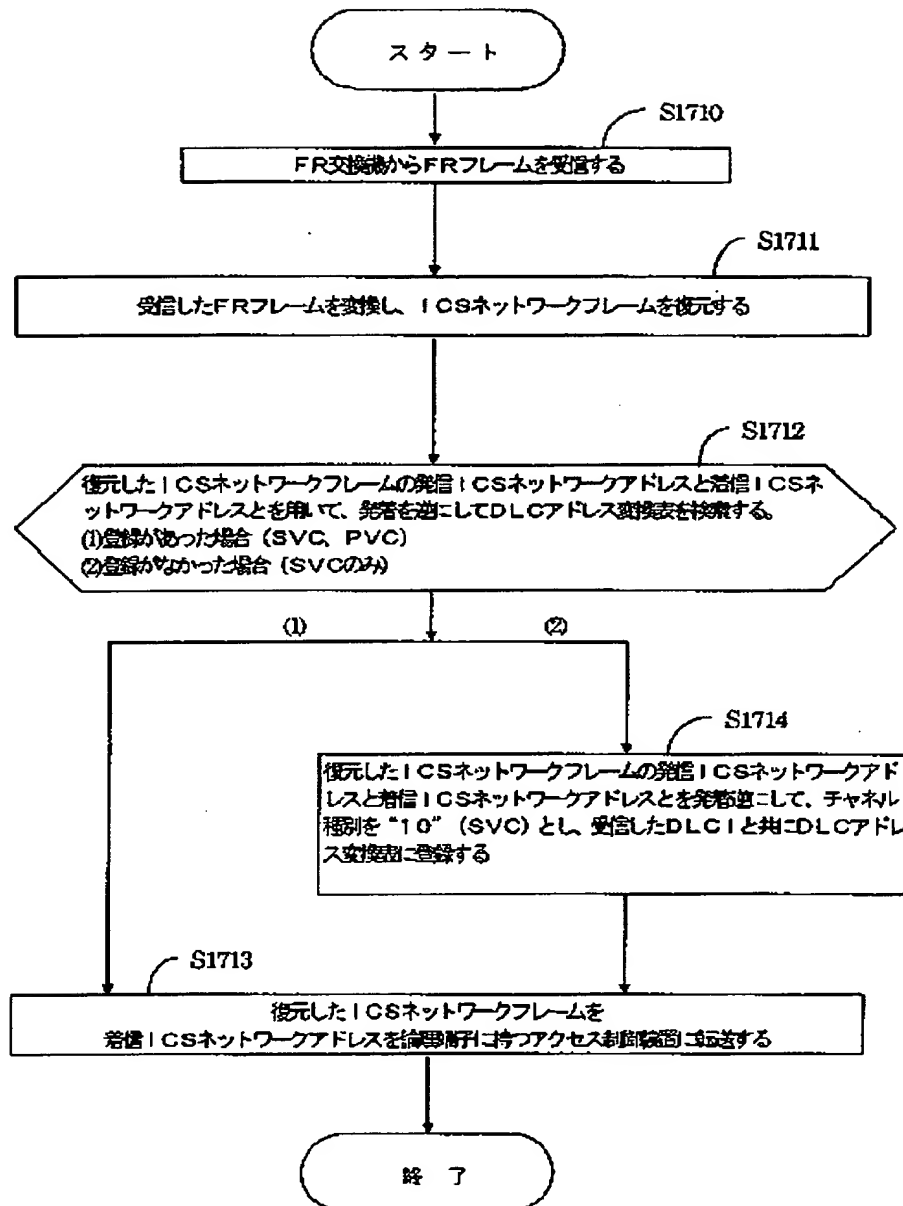 スタート
S1710
FR交換機からFRフレームを受信する
S1711
受信したFRフレームを変換し、ICSネットワークフレームを復元する
S1712
復元したICSネットワークフレームの発信ICSネットワークアドレスと着信ICSネ
ットワークアドレスとを用いて、発着を逆にしてDLCアドレス変換表を検索する。
(1)登録があった場合(SVC、PVC)
(2)登録がなかった場合(SVCのみ)
(1)
(2)
S1714
復元したICSネットワークフレームの発信ICSネットワークアド
レスと着信ICSネットワークアドレスとを発着逆にして、チャネル
種別を“10”(SVC)とし、受信したDLCIと共にDLCアドレ
ス変換表に登録する
S1713
復元したICSネットワークフレームを
着信ICSネットワークアドレスを論理端子に持つアクセス制御装置に転送する
終了